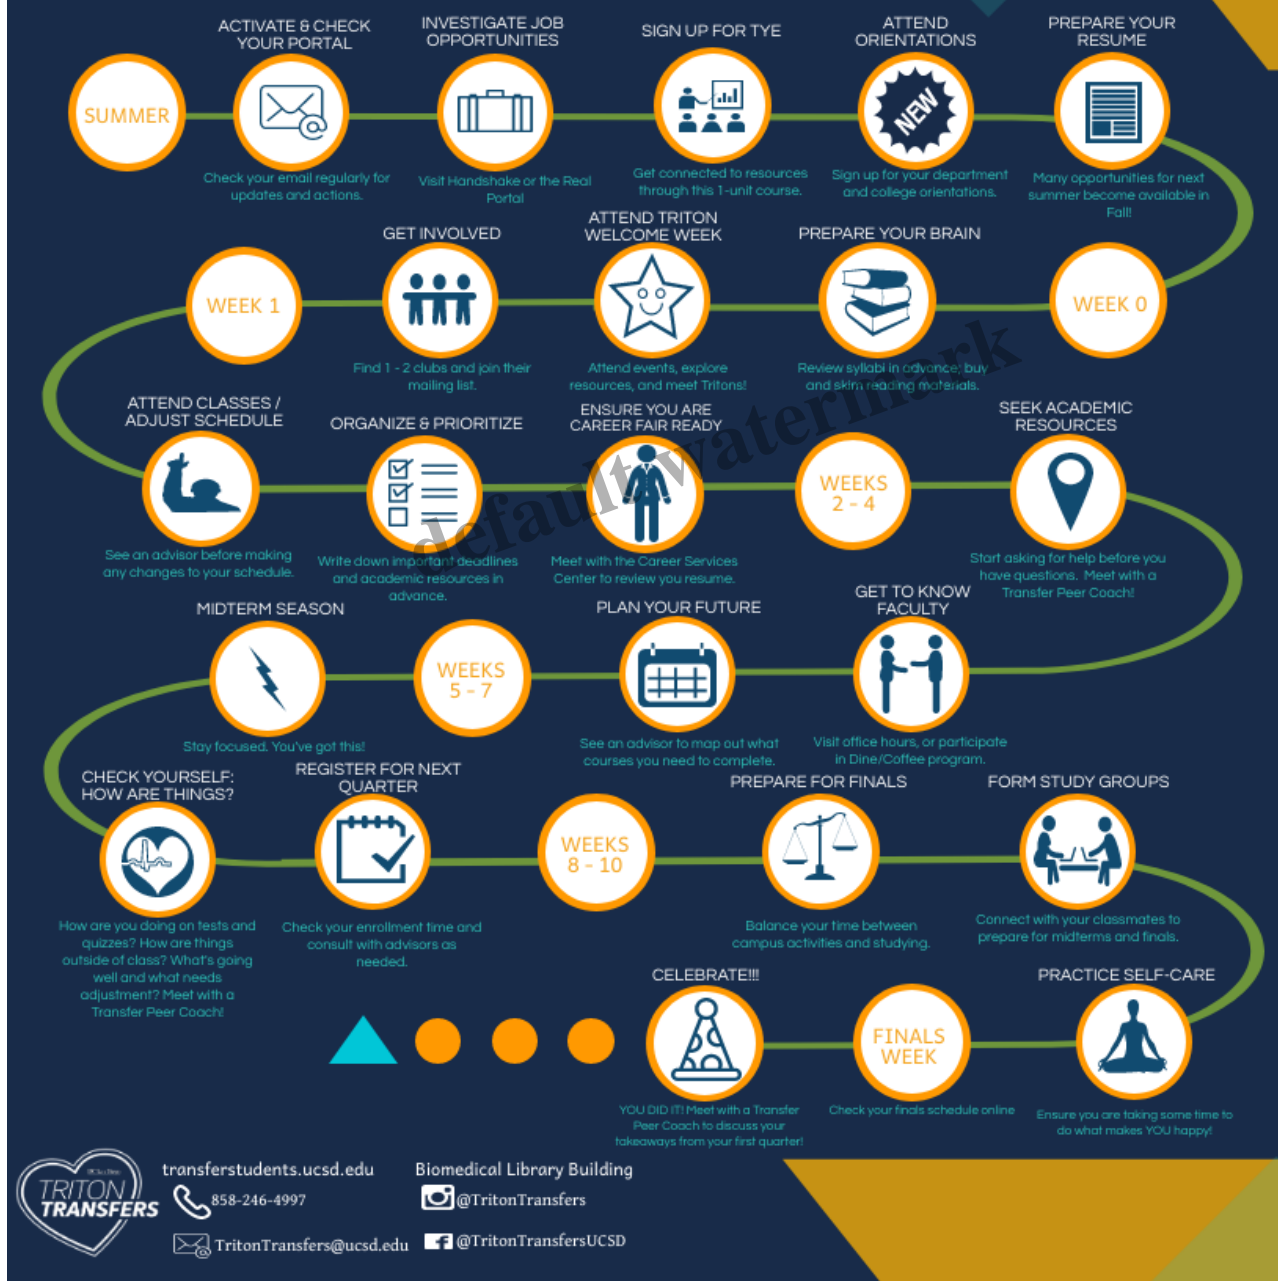 ACTIVATE & CHECK
YOUR PORTAL
INVESTIGATE JOB
OPPORTUNITIES
SIGN UP FOR TYE
ATTEND
ORIENTATIONS
PREPARE YOUR
RESUME
SUMMER
NEW
Check your email regularly for
updates and actions.
Visit Handshake or the Real
Portal
Get connected to resources
through this 1-unit course.
Sign up for your department
and college orientations.
Many opportunities for next
summer become available in
Fall!
GET INVOLVED
ATTEND TRITON
WELCOME WEEK
PREPARE YOUR BRAIN
WEEK 1
WEEK 0
Find 1 - 2 clubs and join their
mailing list.
Attend events, explore
resources, and meet Tritons!
Review syllabi in advance; buy
and skim reading materials.
ATTEND CLASSES /
ADJUST SCHEDULE
ORGANIZE & PRIORITIZE
ENSURE YOU ARE
CAREER FAIR READY
SEEK ACADEMIC
RESOURCES
WEEKS
2 - 4
default watermark
See an advisor before making
any changes to your schedule.
Write down important deadlines
and academic resources in
advance.
Meet with the Career Services
Center to review you resume.
Start asking for help before you
have questions. Meet with a
Transfer Peer Coach!
MIDTERM SEASON
PLAN YOUR FUTURE
GET TO KNOW
FACULTY
WEEKS
5 - 7
Stay focused. You've got this!
See an advisor to map out what
courses you need to complete.
Visit office hours, or participate
in Dine/Coffee program.
CHECK YOURSELF:
HOW ARE THINGS?
REGISTER FOR NEXT
QUARTER
PREPARE FOR FINALS
FORM STUDY GROUPS
WEEKS
8 - 10
How are you doing on tests and
quizzes? How are things
outside of class? What's going
well and what needs
adjustment? Meet with a
Transfer Peer Coach!
Check your enrollment time and
consult with advisors as
needed.
Balance your time between
campus activities and studying.
Connect with your classmates to
prepare for midterms and finals.
CELEBRATE!!!
PRACTICE SELF-CARE
FINALS
WEEK
YOU DID IT! Meet with a Transfer
Peer Coach to discuss your
takeaways from your first quarter!
Check your finals schedule online
Ensure you are taking some time to
do what makes YOU happy!
TRITON
TRANSFERS
transferstudents.ucsd.edu
858-246-4997
TritonTransfers@ucsd.edu
Biomedical Library Building
@TritonTransfers
@TritonTransfersUCSD